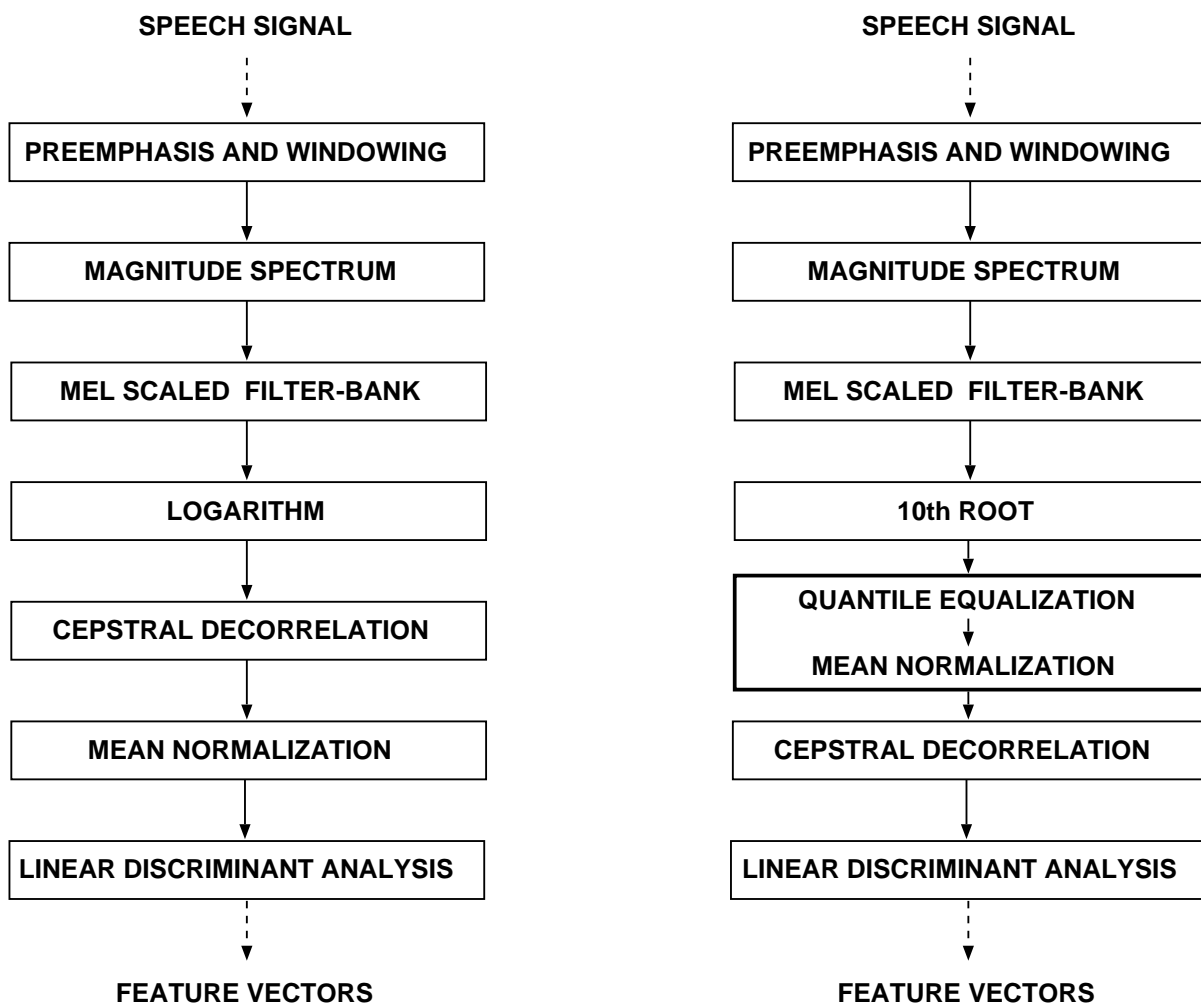 SPEECH SIGNAL
PREEMPHASIS AND WINDOWING
MAGNITUDE SPECTRUM
MEL SCALED FILTER-BANK
LOGARITHM
CEPSTRAL DECORRELATION
MEAN NORMALIZATION
LINEAR DISCRIMINANT ANALYSIS
FEATURE VECTORS
SPEECH SIGNAL
PREEMPHASIS AND WINDOWING
MAGNITUDE SPECTRUM
MEL SCALED FILTER-BANK
10th ROOT
QUANTILE EQUALIZATION
MEAN NORMALIZATION
CEPSTRAL DECORRELATION
LINEAR DISCRIMINANT ANALYSIS
FEATURE VECTORS